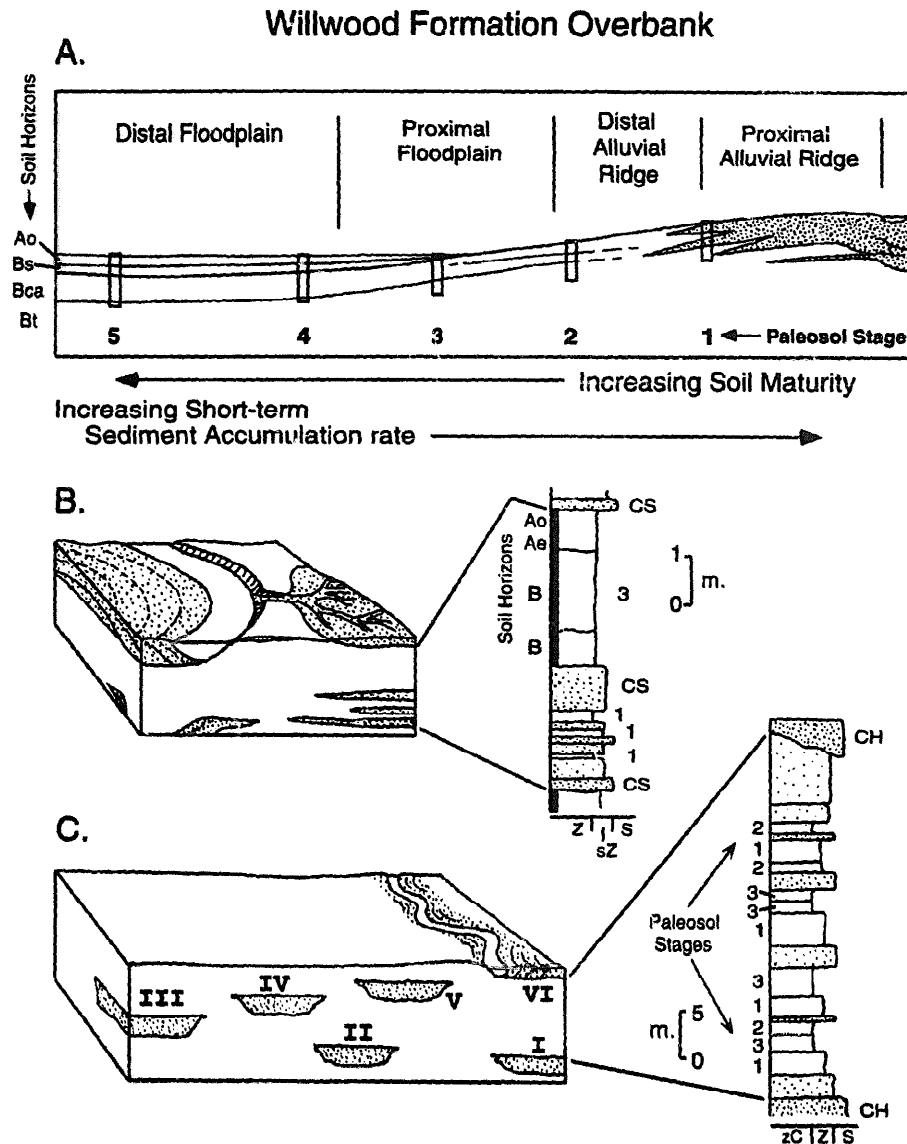 Willwood Formation Overbank
A.
Soil Horizons
Distal Floodplain
Proximal
Floodplain
Distal
Alluvial
Ridge
Proximal
Alluvial Ridge
Ao
Bs
Bca
Bt
5
4
3
2
1
Paleosol Stage
Increasing Soil Maturity
Increasing Short-term
Sediment Accumulation rate
B.
Soil Horizons
Ao
Ae
B
B
CS
3
CS
1
1
1
CS
Z
sZ
S
1
0
m.
C.
III
IV
V
VI
II
I
CH
2
1
2
3
3
1
Paleosol
Stages
3
1
2
3
1
m.
5
0
CH
zC
Z
S